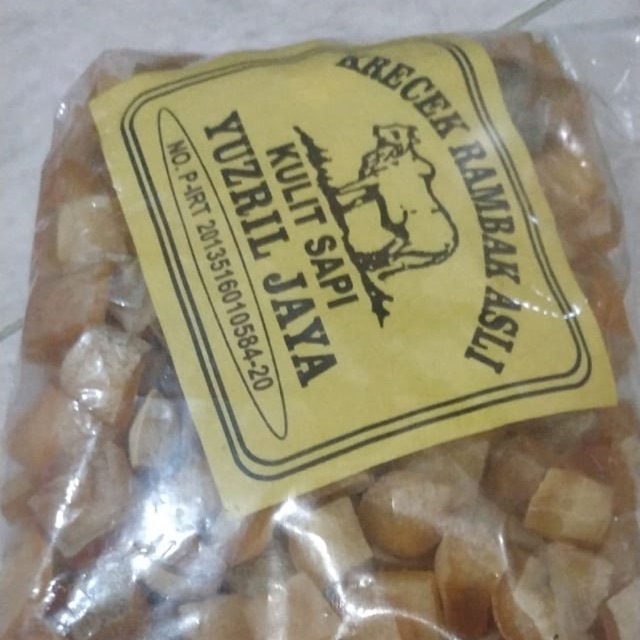 KRECEK RAMBAK ASLI
KULIT SAPI
YUZRIL JAYA
NO. P-IRT 2013516010584-20